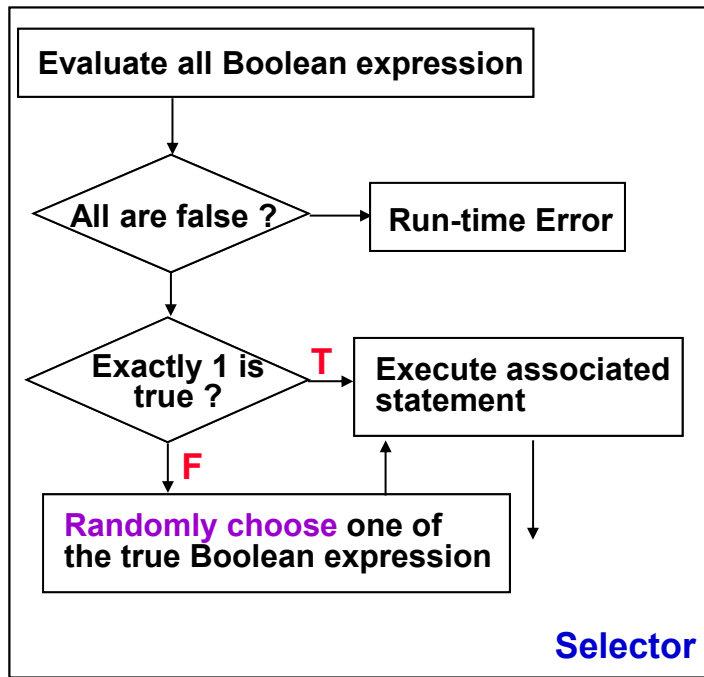 Evaluate all Boolean expression
All are false ?
Run-time Error
Exactly 1 is
true ?
T
Execute associated
statement
F
Randomly choose one of
the true Boolean expression
Selector